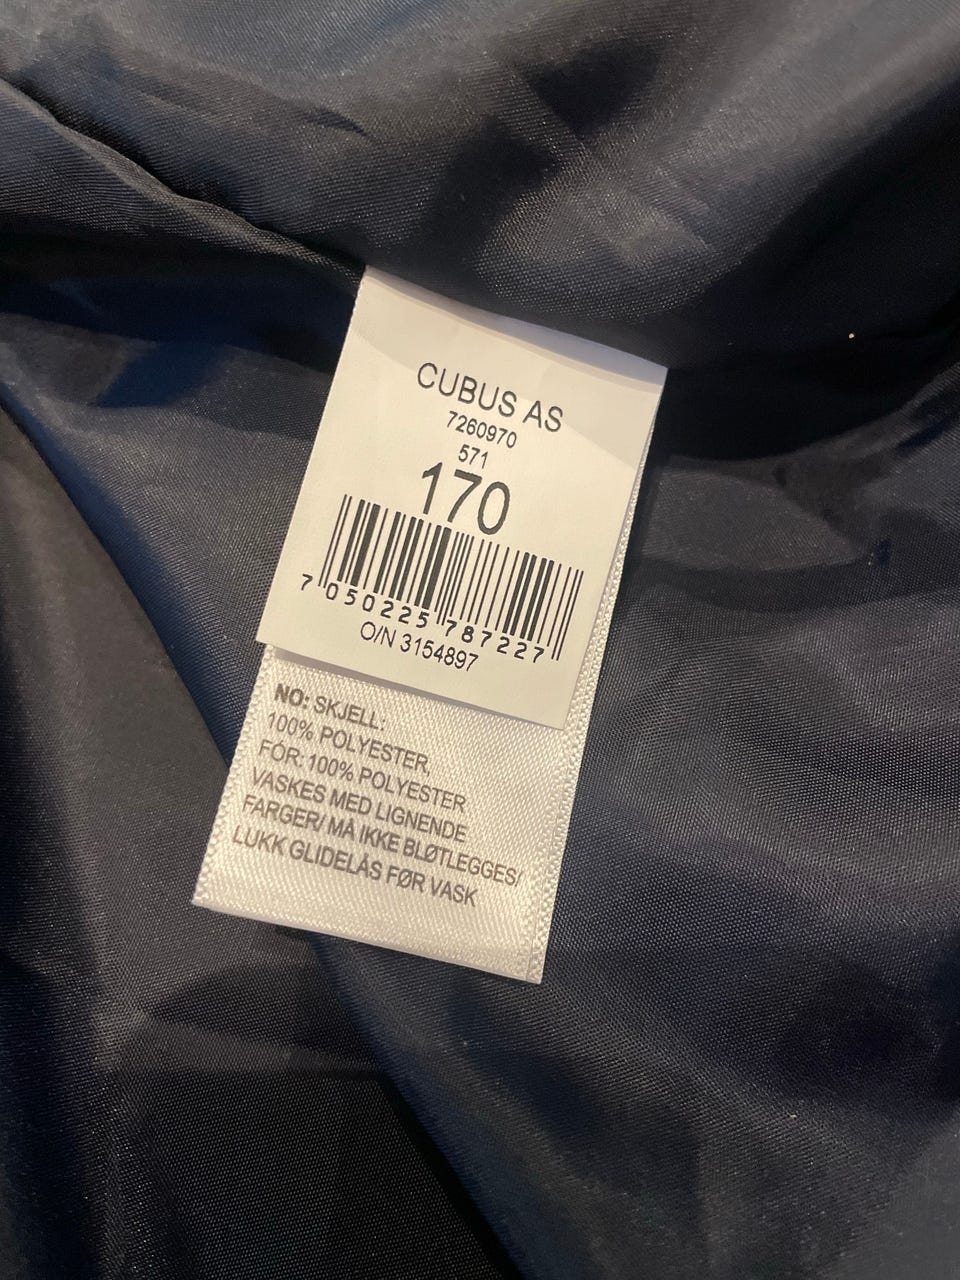 CUBUS AS
7260970
571
170
7 050225 787227
O/N 3154897
NO: SKJELL:
100% POLYESTER,
FÔR: 100% POLYESTER
VASKES MED LIGNENDE
FARGER/ MÅ IKKE BLØTLEGGES/
LUKK GLIDELÅS FØR VASK